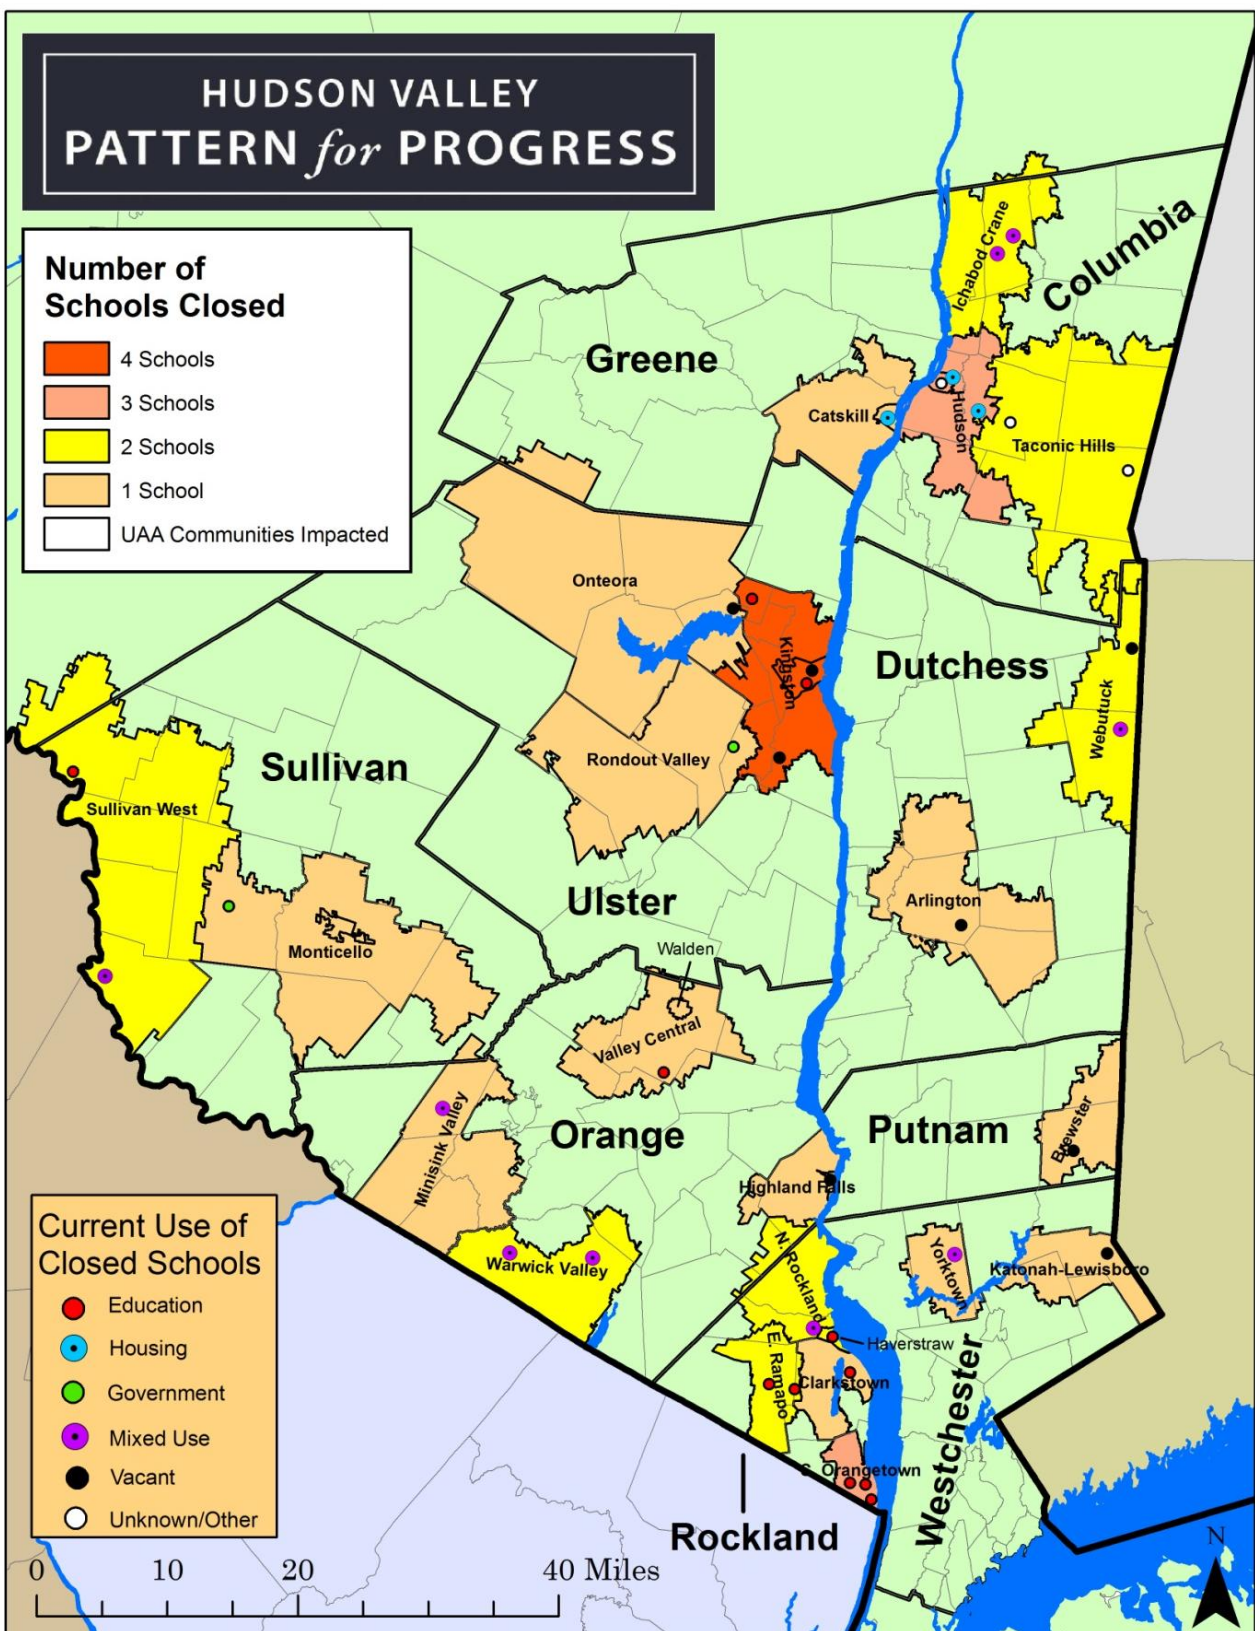 HUDSON VALLEY
PATTERN for PROGRESS
Number of
Schools Closed
4 Schools
3 Schools
2 Schools
1 School
UAA Communities Impacted
Columbia
Ichabod Crane
Greene
Catskill
Hudson
Taconic Hills
Onteora
Kingston
Dutchess
Webutuck
Rondout Valley
Sullivan
Sullivan West
Ulster
Arlington
Monticello
Walden
Valley Central
Orange
Putnam
Brewster
Minisink Valley
Highland Falls
Warwick Valley
N. Rockland
Yorktown
Katonah-Lewisboro
Haverstraw
E. Ramapo
Clarkstown
S. Orangetown
Westchester
Rockland
Current Use of
Closed Schools
Education
Housing
Government
Mixed Use
Vacant
Unknown/Other
0 10 20 40 Miles
N